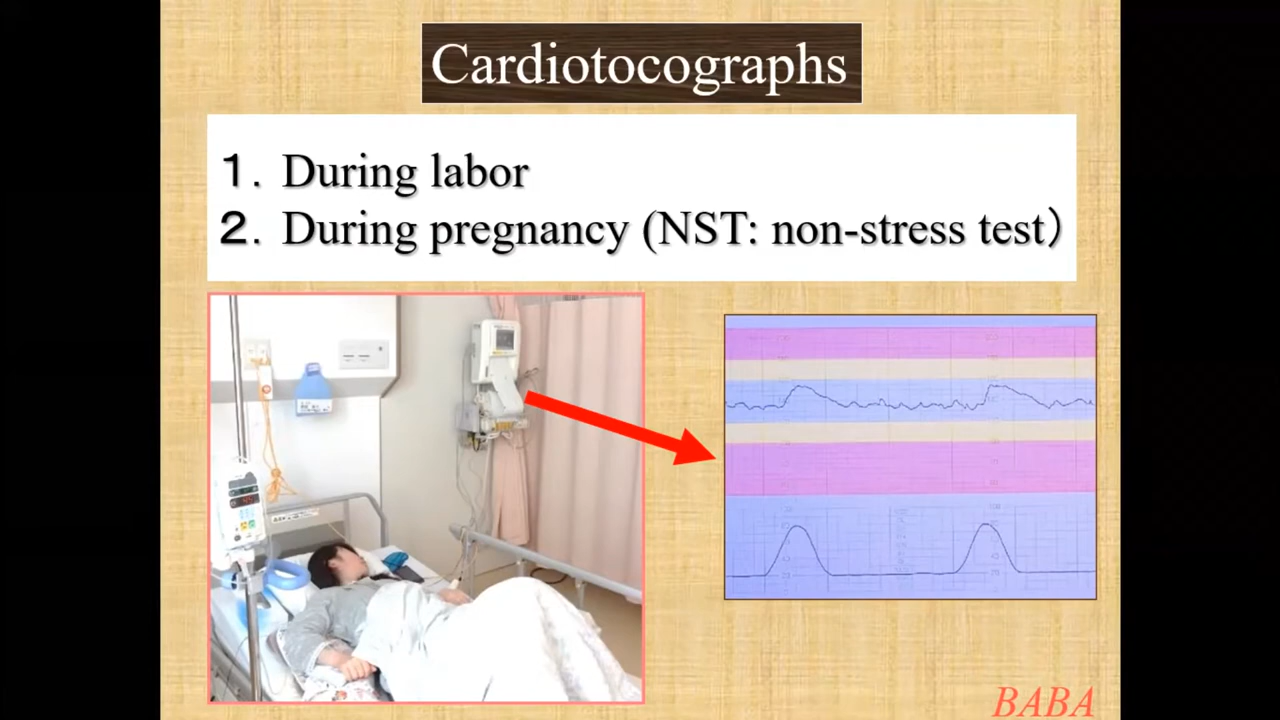 Cardiotocographs
1. During labor
2. During pregnancy (NST: non-stress test)
BABA